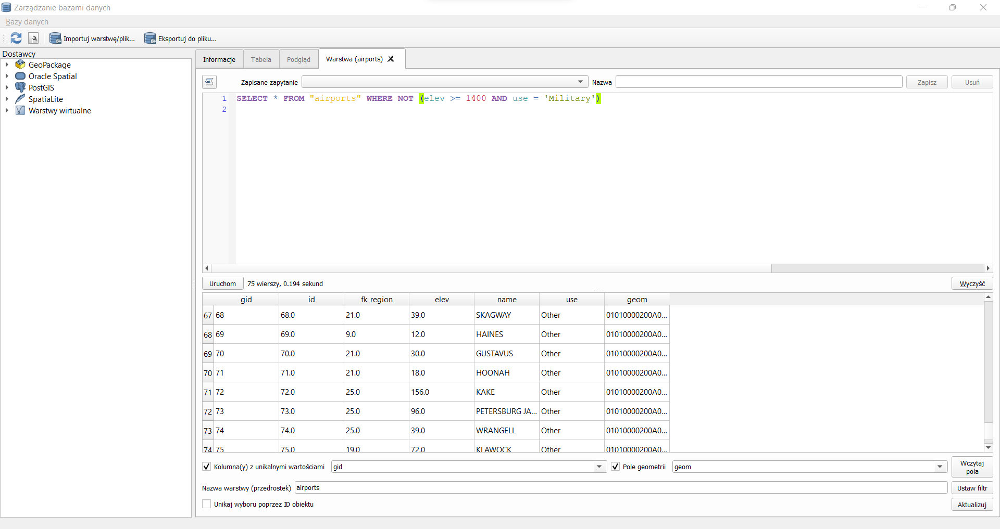 Zarządzanie bazami danych
Bazy danych
Importuj warstwę/plik...
Eksportuj do pliku...
Dostawcy
GeoPackage
Oracle Spatial
PostGIS
SpatiaLite
Warstwy wirtualne
Informacje
Tabela
Podgląd
Warstwa (airports)
SQL
Zapisane zapytanie
Nazwa
Zapisz
Usuń
1 SELECT * FROM "airports" WHERE NOT (elev >= 1400 AND use = 'Military')
2
Uruchom
75 wierszy, 0.194 sekund
Wyczyść
gid id fk_region elev name use geom
67 68 68.0 21.0 39.0 SKAGWAY Other 01010000200A0...
68 69 69.0 9.0 12.0 HAINES Other 01010000200A0...
69 70 70.0 21.0 30.0 GUSTAVUS Other 01010000200A0...
70 71 71.0 21.0 18.0 HOONAH Other 01010000200A0...
71 72 72.0 25.0 156.0 KAKE Other 01010000200A0...
72 73 73.0 25.0 96.0 PETERSBURG JA... Other 01010000200A0...
73 74 74.0 25.0 39.0 WRANGELL Other 01010000200A0...
74 75 75.0 19.0 72.0 KLAWOCK Other 01010000200A0...
Kolumna(y) z unikalnymi wartościami
gid
Pole geometrii
geom
Wczytaj
pola
Nazwa warstwy (przedrostek)
airports
Ustaw filtr
Unikaj wyboru poprzez ID obiektu
Aktualizuj